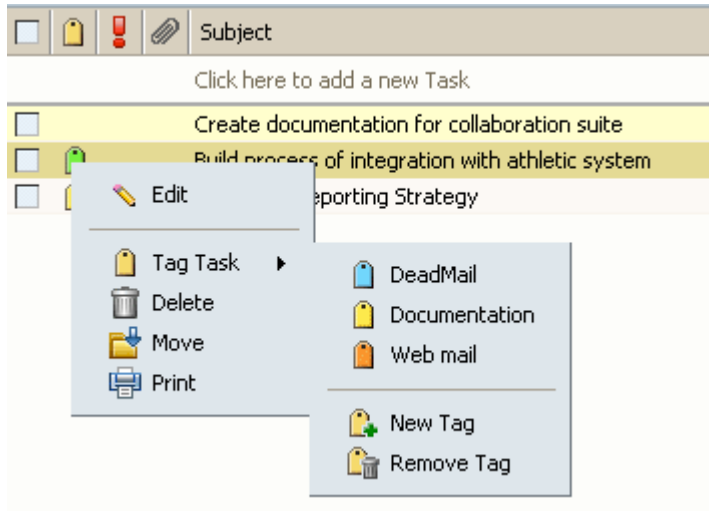 Subject
Click here to add a new Task
Create documentation for collaboration suite
Build process of integration with athletic system
eporting Strategy
Edit
Tag Task
Delete
Move
Print
DeadMail
Documentation
Web mail
New Tag
Remove Tag